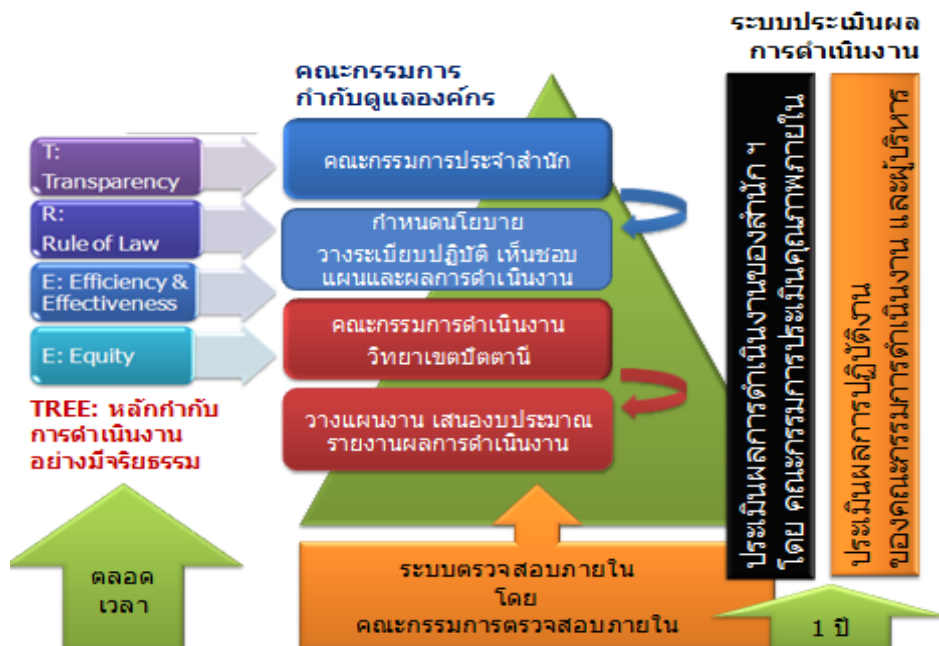 ระบบประเมินผล
การดำเนินงาน
คณะกรรมการ
กำกับดูแลองค์กร
T:
Transparency
R:
Rule of Law
E: Efficiency &
Effectiveness
E: Equity
TREE: หลักกำกับ
การดำเนินงาน
อย่างมีจริยธรรม
ตลอด
เวลา
คณะกรรมการประจำสำนัก
กำหนดนโยบาย
วางระเบียบปฏิบัติ เห็นชอบ
แผนและผลการดำเนินงาน
คณะกรรมการดำเนินงาน
วิทยาเขตปัตตานี
วางแผนงาน เสนองบประมาณ
รายงานผลการดำเนินงาน
ระบบตรวจสอบภายใน
โดย
คณะกรรมการตรวจสอบภายใน
ประเมินผลการดำเนินงานของสำนัก ฯ
โดย คณะกรรมการประเมินคุณภาพภายใน
ประเมินผลการปฏิบัติงาน
ของคณะกรรมการดำเนินงาน และผู้บริหาร
1 ปี